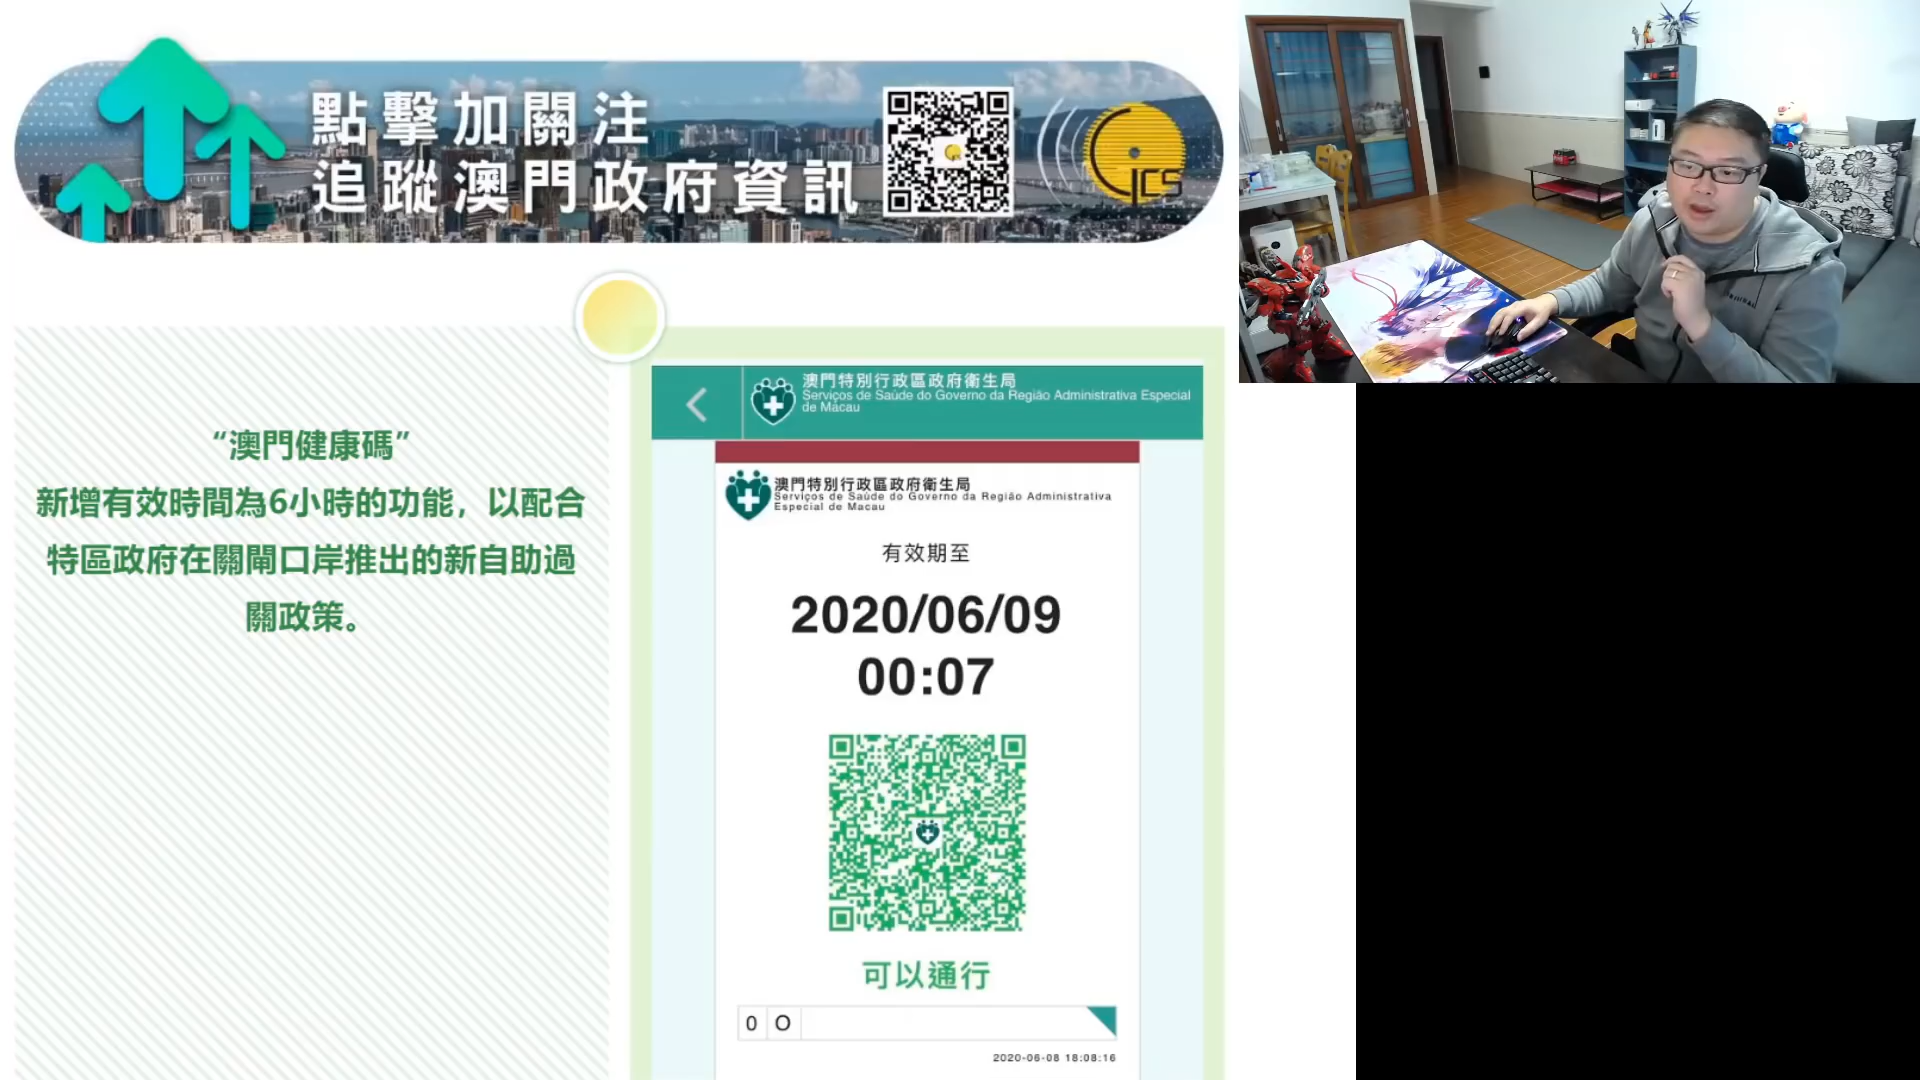 點擊加關注
追蹤澳門政府資訊
GCS
“澳門健康碼”
新增有效時間為6小時的功能，以配合
特區政府在關閘口岸推出的新自助過
關政策。
澳門特別行政區政府衛生局
Serviços de Saúde do Governo da Região Administrativa Especial
de Macau
澳門特別行政區政府衛生局
Serviços de Saúde do Governo da Região Administrativa
Especial de Macau
有效期至
2020/06/09
00:07
可以通行
0 O
2020-06-08 18:08:16